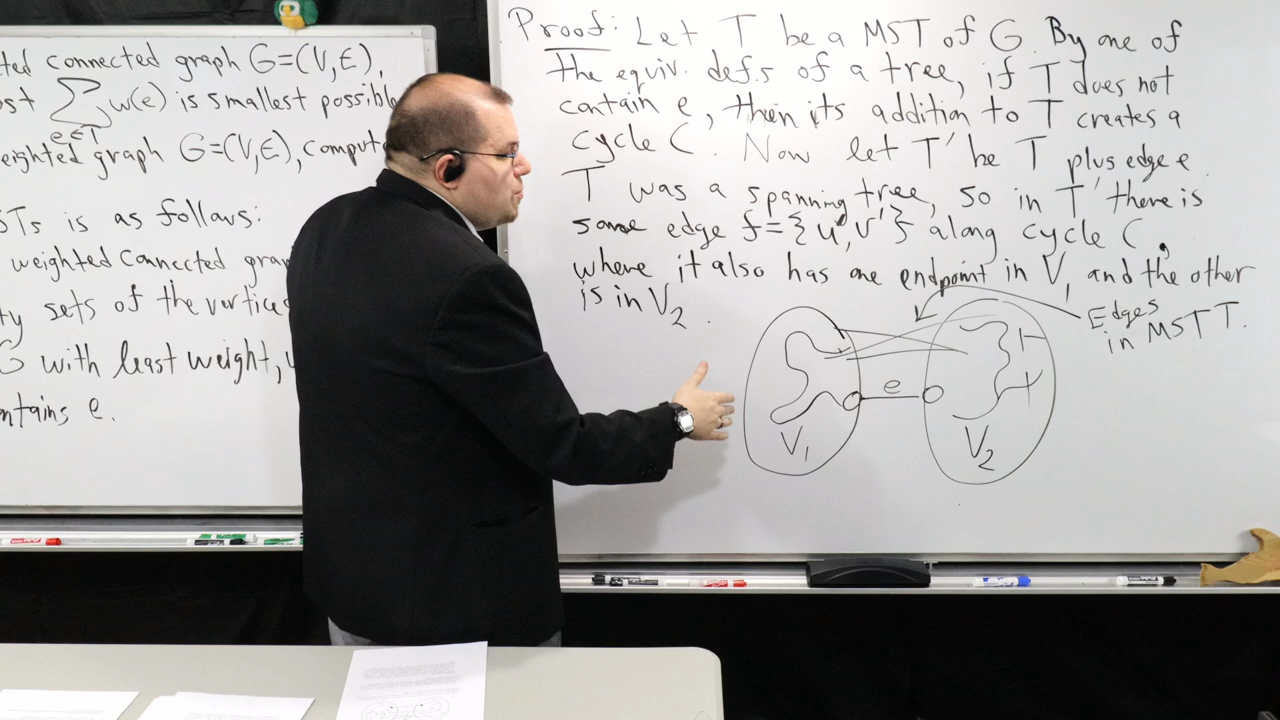 ted connected graph G=(V,E),
ost ∑ w(e) is smallest possible
e∈T
eighted graph G=(V,E), compute
STs is as follows:
weighted connected grap
ty sets of the vertices
G with least weight,
ntains e.
Proof: Let T be a MST of G. By one of
the equiv. defs of a tree, if T does not
contain e, then its addition to T creates a
cycle C. Now let T' be T plus edge e.
T was a spanning tree, so in T' there is
some edge f={u',v'} along cycle C,
where it also has one endpoint in V₁ and the other
is in V₂.
Edges
in MST T.
e
V₁
V₂